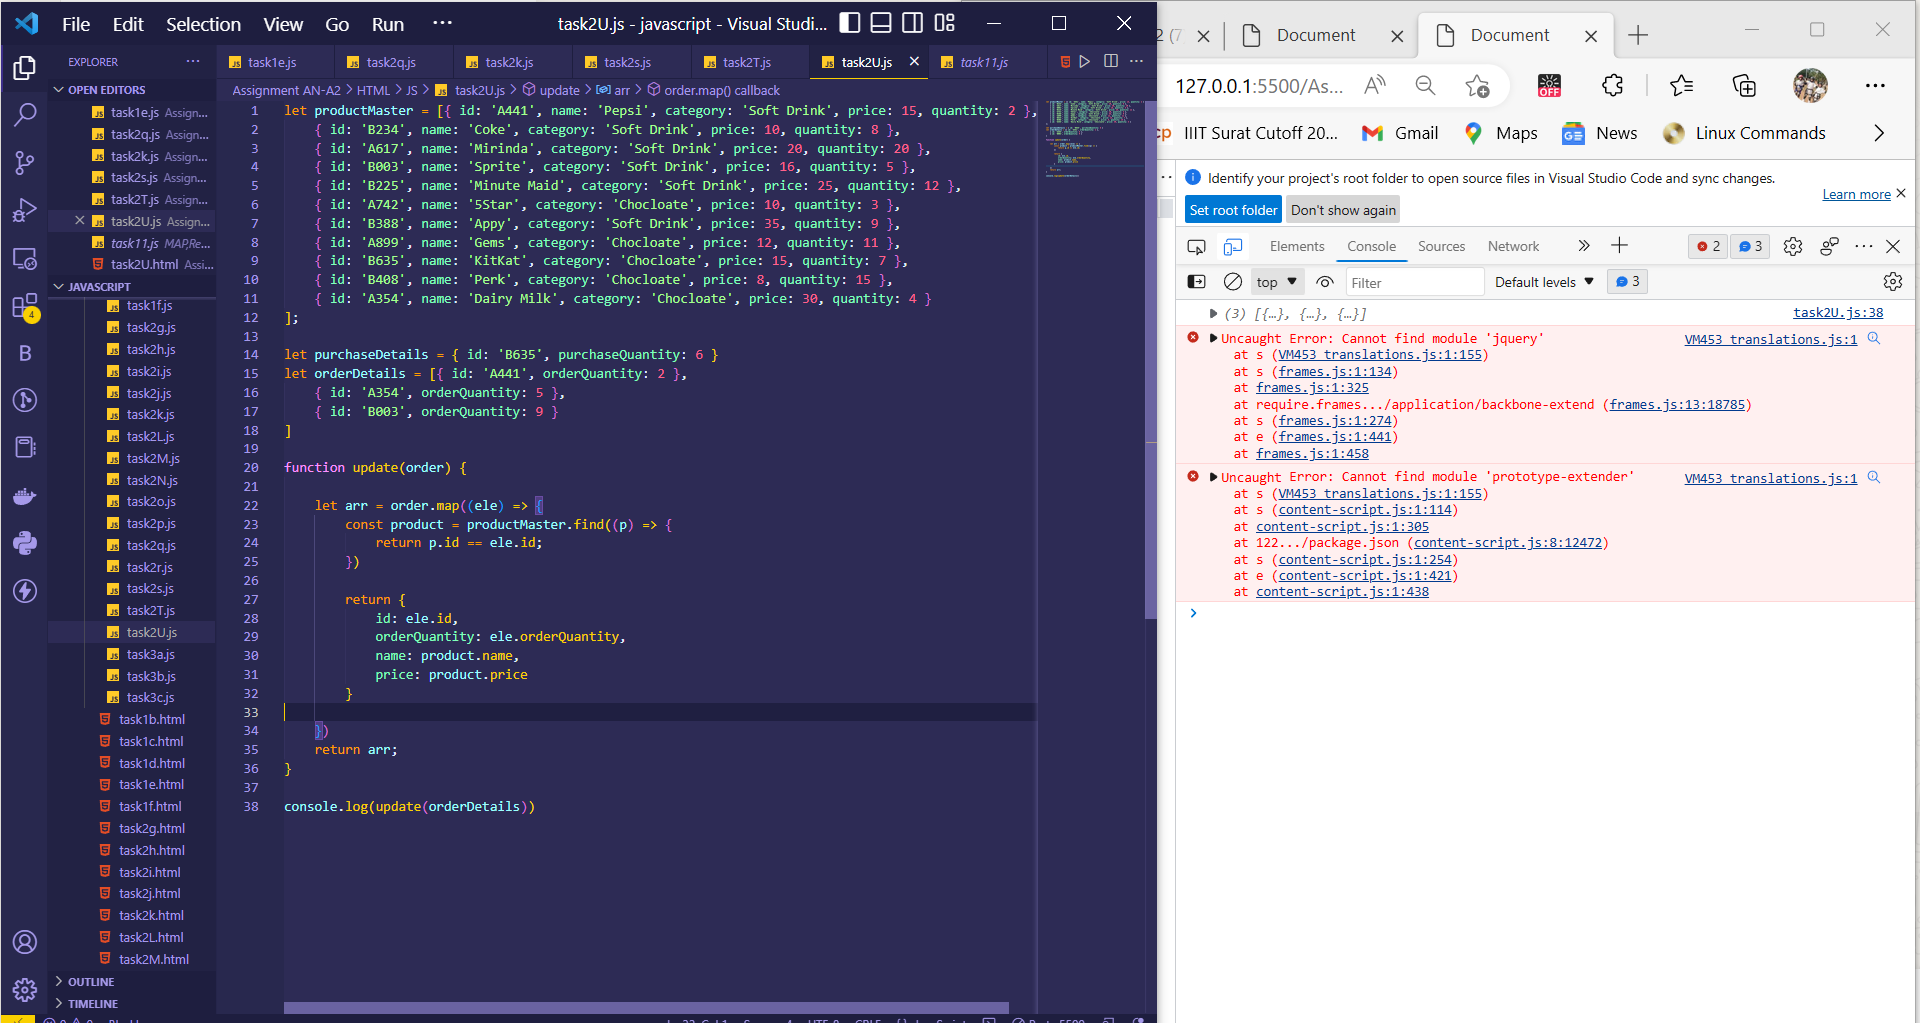 File Edit Selection View Go Run ··· task2U.js - javascript - Visual Studi...
EXPLORER ···
OPEN EDITORS
task1e.js Assign...
task2q.js Assign...
task2k.js Assign...
task2s.js Assign...
task2T.js Assign...
task2U.js Assign...
task11.js MAP,Re...
task2U.html Assi...
JAVASCRIPT
task1f.js
task2g.js
task2h.js
task2i.js
task2j.js
task2k.js
task2L.js
task2M.js
task2N.js
task2o.js
task2p.js
task2q.js
task2r.js
task2s.js
task2T.js
task2U.js
task3a.js
task3b.js
task3c.js
task1b.html
task1c.html
task1d.html
task1e.html
task1f.html
task2g.html
task2h.html
task2i.html
task2j.html
task2k.html
task2L.html
task2M.html
OUTLINE
TIMELINE
4
task1e.js task2q.js task2k.js task2s.js task2T.js task2U.js task11.js
Assignment AN-A2 > HTML > JS > task2U.js > update > arr > order.map() callback
1 let productMaster = [{ id: 'A441', name: 'Pepsi', category: 'Soft Drink', price: 15, quantity: 2 },
2 { id: 'B234', name: 'Coke', category: 'Soft Drink', price: 10, quantity: 8 },
3 { id: 'A617', name: 'Mirinda', category: 'Soft Drink', price: 20, quantity: 20 },
4 { id: 'B003', name: 'Sprite', category: 'Soft Drink', price: 16, quantity: 5 },
5 { id: 'B225', name: 'Minute Maid', category: 'Soft Drink', price: 25, quantity: 12 },
6 { id: 'A742', name: '5Star', category: 'Chocloate', price: 10, quantity: 3 },
7 { id: 'B388', name: 'Appy', category: 'Soft Drink', price: 35, quantity: 9 },
8 { id: 'A899', name: 'Gems', category: 'Chocloate', price: 12, quantity: 11 },
9 { id: 'B635', name: 'KitKat', category: 'Chocloate', price: 15, quantity: 7 },
10 { id: 'B408', name: 'Perk', category: 'Chocloate', price: 8, quantity: 15 },
11 { id: 'A354', name: 'Dairy Milk', category: 'Chocloate', price: 30, quantity: 4 }
12 ];
13
14 let purchaseDetails = { id: 'B635', purchaseQuantity: 6 }
15 let orderDetails = [{ id: 'A441', orderQuantity: 2 },
16 { id: 'A354', orderQuantity: 5 },
17 { id: 'B003', orderQuantity: 9 }
18 ]
19
20 function update(order) {
21
22 let arr = order.map((ele) => {
23 const product = productMaster.find((p) => {
24 return p.id == ele.id;
25 })
26
27 return {
28 id: ele.id,
29 orderQuantity: ele.orderQuantity,
30 name: product.name,
31 price: product.price
32 }
33
34 })
35 return arr;
36 }
37
38 console.log(update(orderDetails))
2 (7 Document Document
127.0.0.1:5500/As...
OFF
cp IIIT Surat Cutoff 20... Gmail Maps News Linux Commands
Identify your project's root folder to open source files in Visual Studio Code and sync changes.
Learn more
Set root folder Don't show again
Elements Console Sources Network 2 3
top Filter Default levels 3
(3) [{…}, {…}, {…}] task2U.js:38
Uncaught Error: Cannot find module 'jquery' VM453 translations.js:1
at s (VM453 translations.js:1:155)
at s (frames.js:1:134)
at frames.js:1:325
at require.frames.../application/backbone-extend (frames.js:13:18785)
at s (frames.js:1:274)
at e (frames.js:1:441)
at frames.js:1:458
Uncaught Error: Cannot find module 'prototype-extender' VM453 translations.js:1
at s (VM453 translations.js:1:155)
at s (content-script.js:1:114)
at content-script.js:1:305
at 122.../package.json (content-script.js:8:12472)
at s (content-script.js:1:254)
at e (content-script.js:1:421)
at content-script.js:1:438